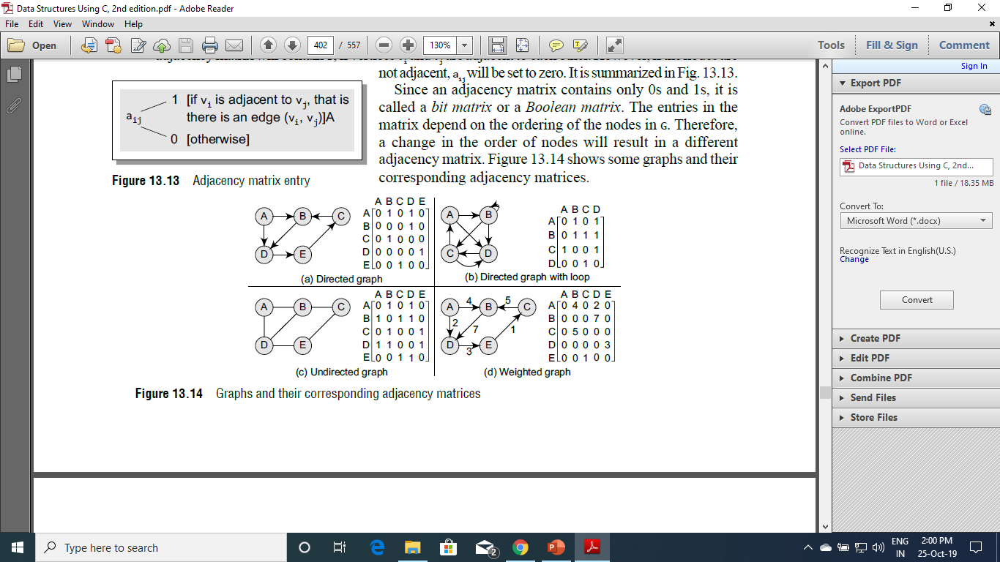 Data Structures Using C, 2nd edition.pdf - Adobe Reader
File Edit View Window Help
Open
402 / 557
130%
Tools Fill & Sign Comment
not adjacent, aij will be set to zero. It is summarized in Fig. 13.13.
Since an adjacency matrix contains only 0s and 1s, it is
called a bit matrix or a Boolean matrix. The entries in the
matrix depend on the ordering of the nodes in G. Therefore,
a change in the order of nodes will result in a different
adjacency matrix. Figure 13.14 shows some graphs and their
corresponding adjacency matrices.
aij
1 [if vi is adjacent to vj, that is
there is an edge (vi, vj)]A
0 [otherwise]
Figure 13.13 Adjacency matrix entry
A B C
D E
A B C D E
A 0 1 0 1 0
B 0 0 0 1 0
C 0 1 0 0 0
D 0 0 0 0 1
E 0 0 1 0 0
(a) Directed graph
A B
C D
A B C D
A 0 1 0 1
B 0 1 1 1
C 1 0 0 1
D 0 0 1 0
(b) Directed graph with loop
A B C
D E
A B C D E
A 0 1 0 1 0
B 1 0 1 1 0
C 0 1 0 0 1
D 1 1 0 0 1
E 0 0 1 1 0
(c) Undirected graph
A 4 B 5 C
2 7 1
D 3 E
A B C D E
A 0 4 0 2 0
B 0 0 0 7 0
C 0 5 0 0 0
D 0 0 0 0 3
E 0 0 1 0 0
(d) Weighted graph
Figure 13.14 Graphs and their corresponding adjacency matrices
Sign In
Export PDF
Adobe ExportPDF
Convert PDF files to Word or Excel
online.
Select PDF File:
Data Structures Using C, 2nd...
1 file / 18.35 MB
Convert To:
Microsoft Word (*.docx)
Recognize Text in English(U.S.)
Change
Convert
Create PDF
Edit PDF
Combine PDF
Send Files
Store Files
Type here to search
2
ENG
IN
2:00 PM
25-Oct-19